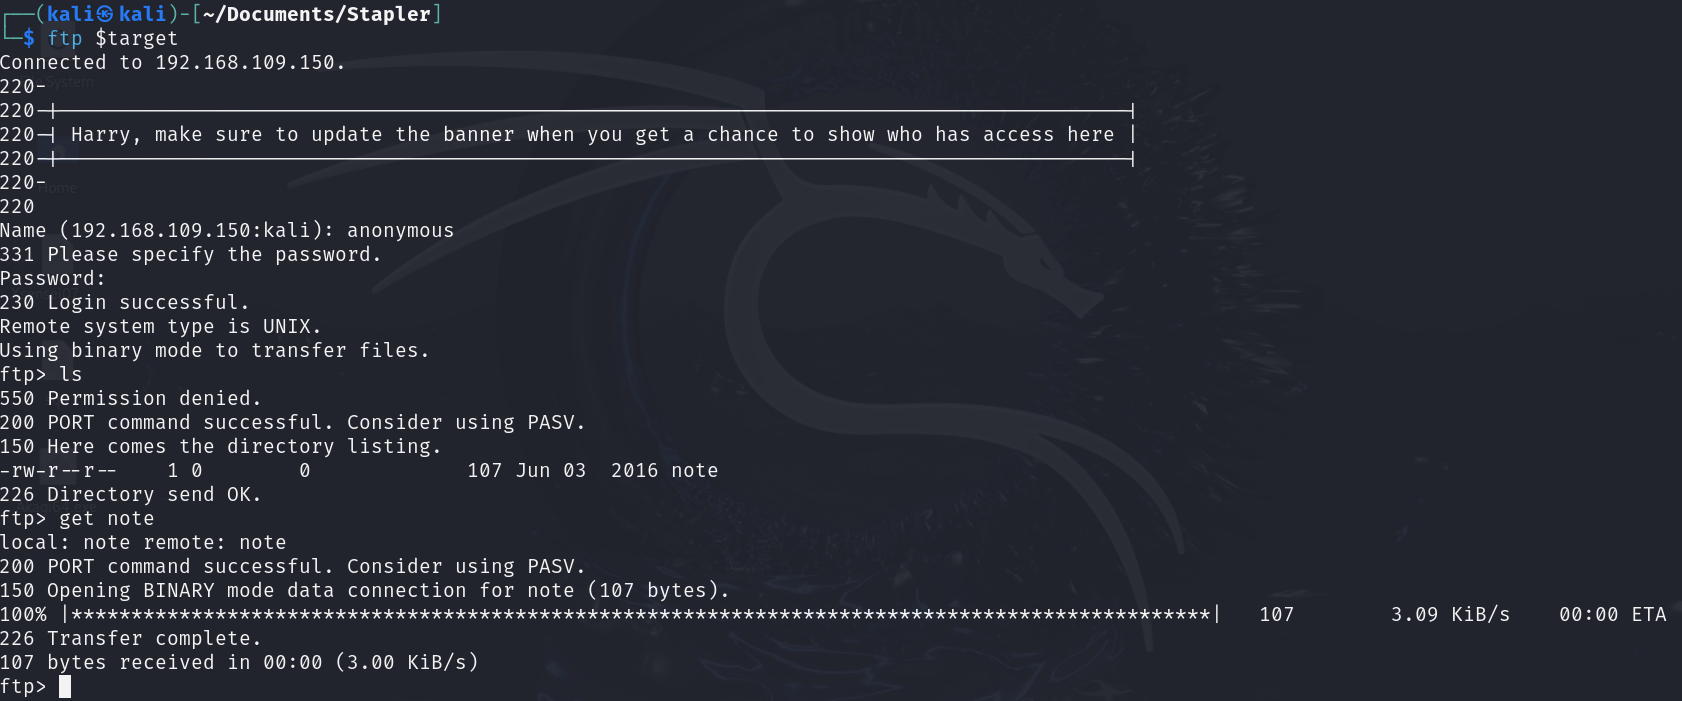 ┌──(kali㉿kali)-[~/Documents/Stapler]
└─$ ftp $target
Connected to 192.168.109.150.
220-
220-|-----------------------------------------------------------------------------------------|
220-| Harry, make sure to update the banner when you get a chance to show who has access here |
220-|-----------------------------------------------------------------------------------------|
220-
220
Name (192.168.109.150:kali): anonymous
331 Please specify the password.
Password:
230 Login successful.
Remote system type is UNIX.
Using binary mode to transfer files.
ftp> ls
550 Permission denied.
200 PORT command successful. Consider using PASV.
150 Here comes the directory listing.
-rw-r--r--    1 0        0             107 Jun 03  2016 note
226 Directory send OK.
ftp> get note
local: note remote: note
200 PORT command successful. Consider using PASV.
150 Opening BINARY mode data connection for note (107 bytes).
100% |***********************************************************************************************|   107        3.09 KiB/s    00:00 ETA
226 Transfer complete.
107 bytes received in 00:00 (3.00 KiB/s)
ftp>
System
Home